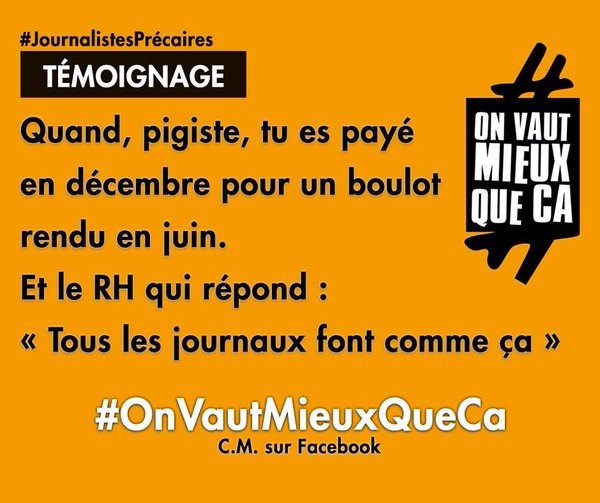 #JournalistesPrécaires
TÉMOIGNAGE
Quand, pigiste, tu es payé
en décembre pour un boulot
rendu en juin.
Et le RH qui répond :
« Tous les journaux font comme ça »
#
ON VAUT
MIEUX
QUE CA
#OnVautMieuxQueCa
C.M. sur Facebook